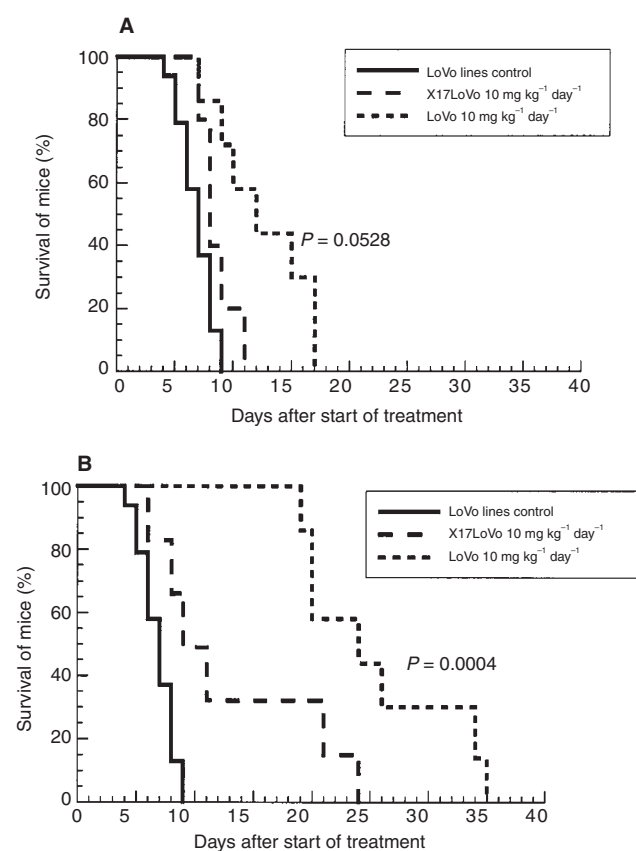 A
100
80
60
40
20
0
Survival of mice (%)
0 5 10 15 20 25 30 35 40
Days after start of treatment
LoVo lines control
X17LoVo 10 mg kg⁻¹ day⁻¹
LoVo 10 mg kg⁻¹ day⁻¹
P = 0.0528
B
100
80
60
40
20
0
Survival of mice (%)
0 5 10 15 20 25 30 35 40
Days after start of treatment
LoVo lines control
X17LoVo 10 mg kg⁻¹ day⁻¹
LoVo 10 mg kg⁻¹ day⁻¹
P = 0.0004